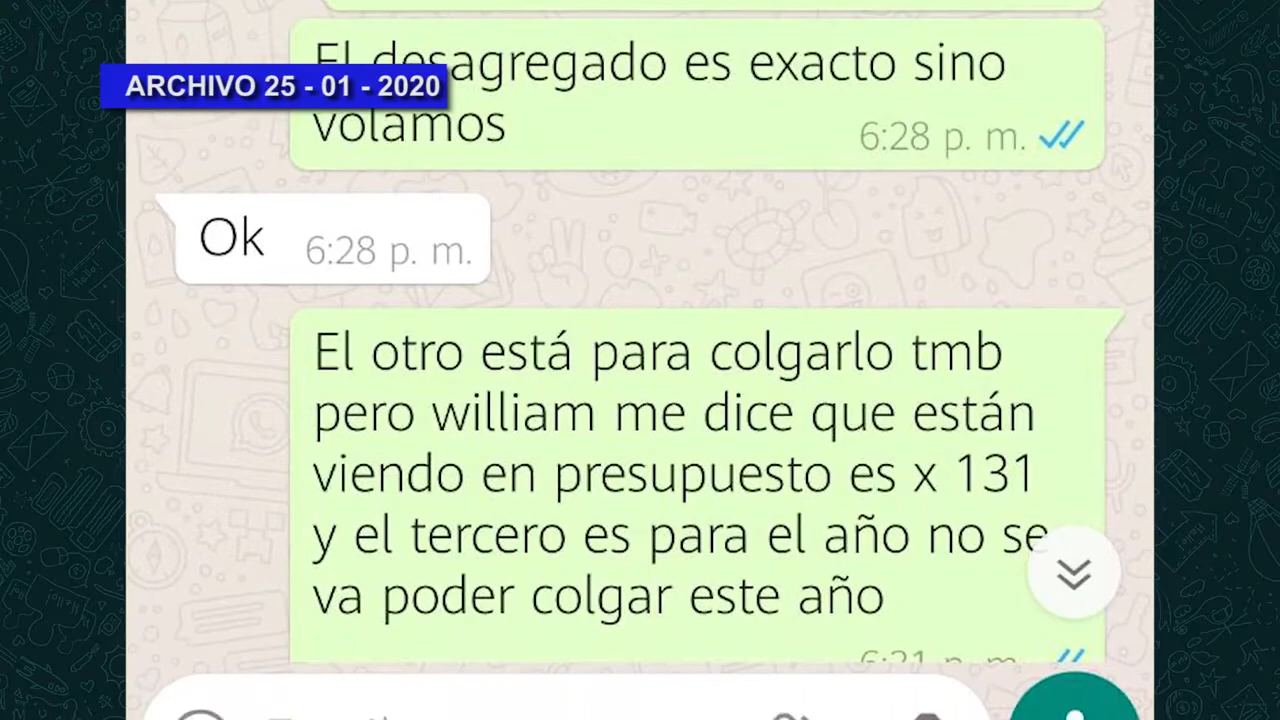 El desagregado es exacto sino
ARCHIVO 25 - 01 - 2020
volamos
6:28 p. m.
Ok
6:28 p. m.
El otro está para colgarlo tmb
pero william me dice que están
viendo en presupuesto es x 131
y el tercero es para el año no se
va poder colgar este año